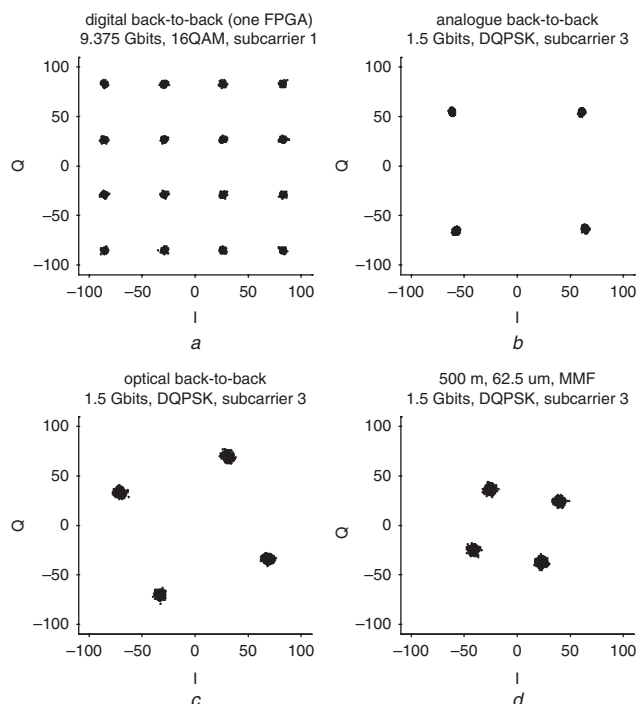 digital back-to-back (one FPGA)
9.375 Gbits, 16QAM, subcarrier 1
100
50
0
–50
–100
Q
–100 –50 0 50 100
I
a
analogue back-to-back
1.5 Gbits, DQPSK, subcarrier 3
100
50
0
–50
–100
Q
–100 –50 0 50 100
I
b
optical back-to-back
1.5 Gbits, DQPSK, subcarrier 3
100
50
0
–50
–100
Q
–100 –50 0 50 100
I
c
500 m, 62.5 um, MMF
1.5 Gbits, DQPSK, subcarrier 3
100
50
0
–50
–100
Q
–100 –50 0 50 100
I
d